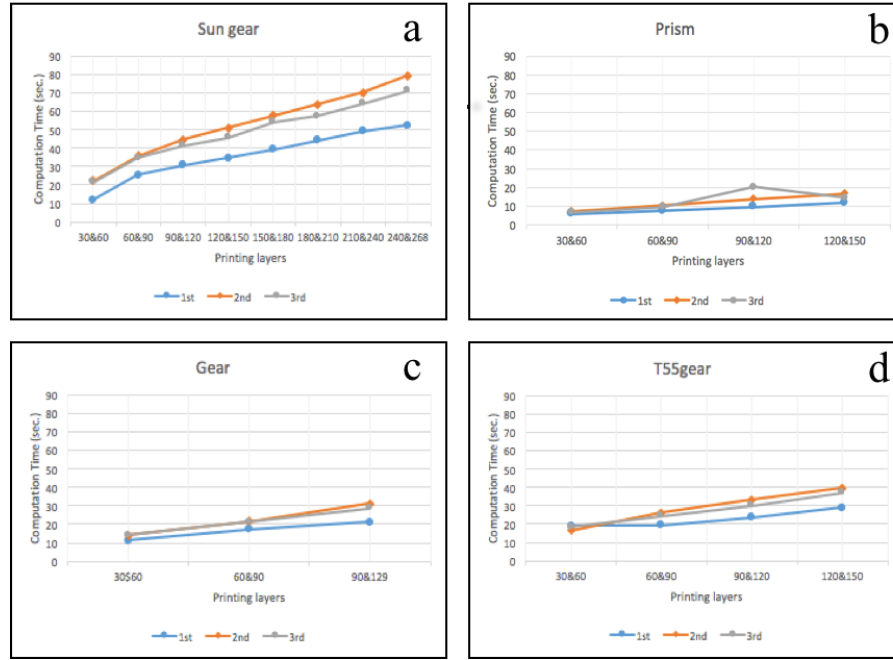 Sun gear
a
Computation Time (sec.)
90
80
70
60
50
40
30
20
10
0
30&60 60&90 90&120 120&150 150&180 180&210 210&240 240&268
Printing layers
1st 2nd 3rd
Prism
b
Computation Time (sec.)
90
80
70
60
50
40
30
20
10
0
30&60 60&90 90&120 120&150
Printing layers
1st 2nd 3rd
Gear
c
Computation Time (sec.)
90
80
70
60
50
40
30
20
10
0
30$60 60&90 90&129
Printing layers
1st 2nd 3rd
T55gear
d
Computation Time (sec.)
90
80
70
60
50
40
30
20
10
0
30&60 60&90 90&120 120&150
Printing layers
1st 2nd 3rd